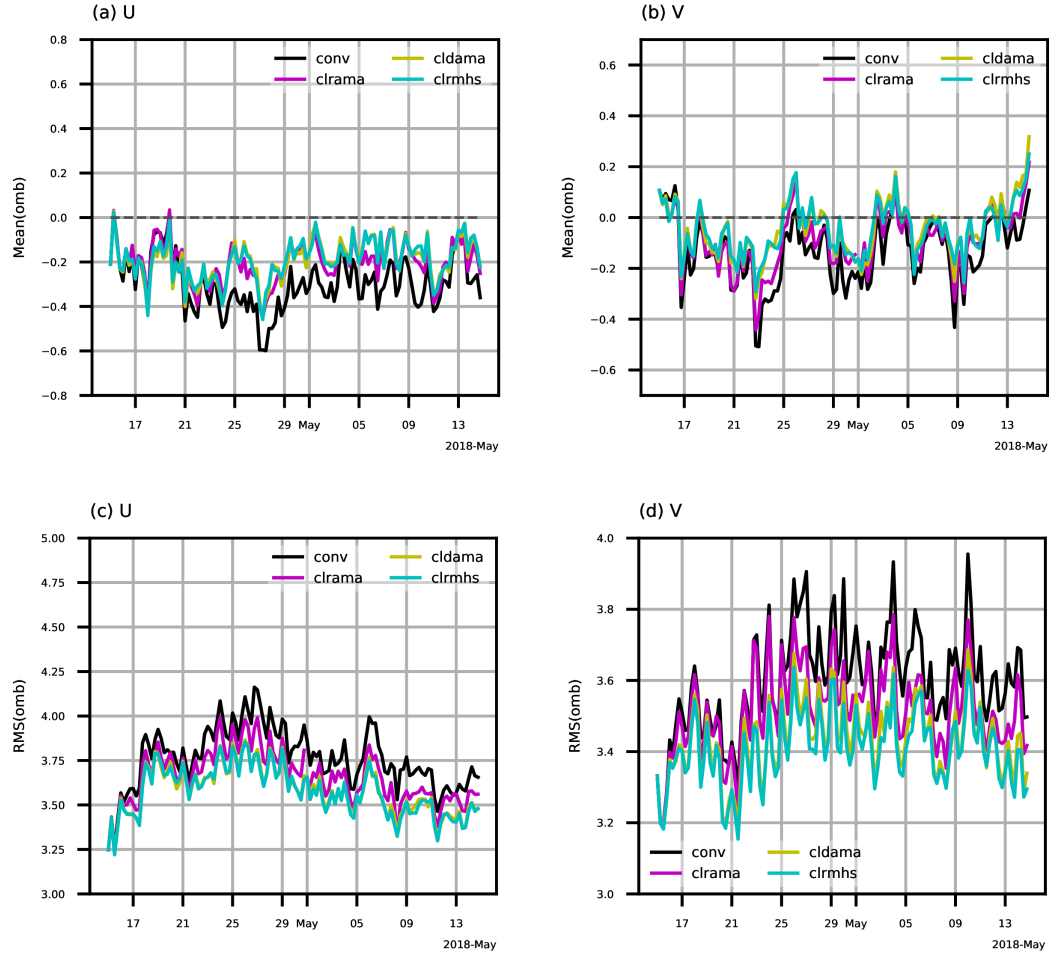 (a) U
Mean(omb)
0.8
0.6
0.4
0.2
0.0
−0.2
−0.4
−0.6
−0.8
conv
clrama
cldama
clrmhs
17 21 25 29 May 05 09 13
2018-May
(b) V
Mean(omb)
0.6
0.4
0.2
0.0
−0.2
−0.4
−0.6
conv
clrama
cldama
clrmhs
17 21 25 29 May 05 09 13
2018-May
(c) U
RMS(omb)
5.00
4.75
4.50
4.25
4.00
3.75
3.50
3.25
3.00
conv
clrama
cldama
clrmhs
17 21 25 29 May 05 09 13
2018-May
(d) V
RMS(omb)
4.0
3.8
3.6
3.4
3.2
3.0
conv
clrama
cldama
clrmhs
17 21 25 29 May 05 09 13
2018-May